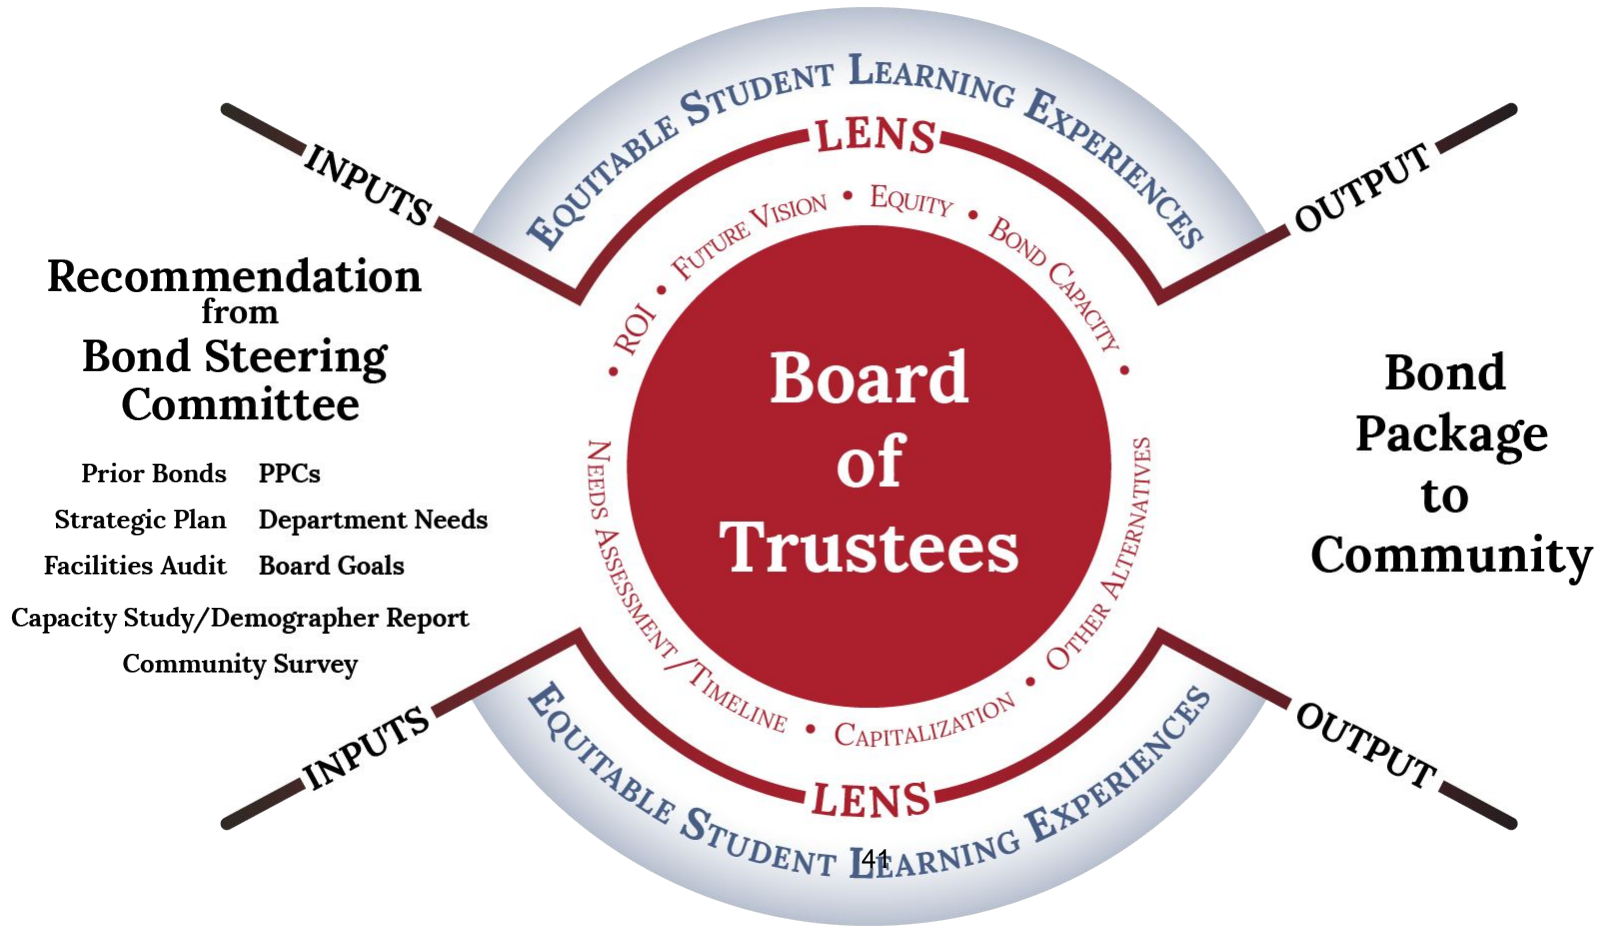 EQUITABLE STUDENT LEARNING EXPERIENCES
LENS
INPUTS
OUTPUT
• ROI • FUTURE VISION • EQUITY • BOND CAPACITY •
Recommendation
from
Bond Steering
Committee
Prior Bonds PPCs
Strategic Plan Department Needs
Facilities Audit Board Goals
Capacity Study/Demographer Report
Community Survey
Board
of
Trustees
Bond
Package
to
Community
NEEDS ASSESSMENT/TIMELINE • CAPITALIZATION • OTHER ALTERNATIVES
INPUTS
OUTPUT
LENS
EQUITABLE STUDENT LEARNING EXPERIENCES
41